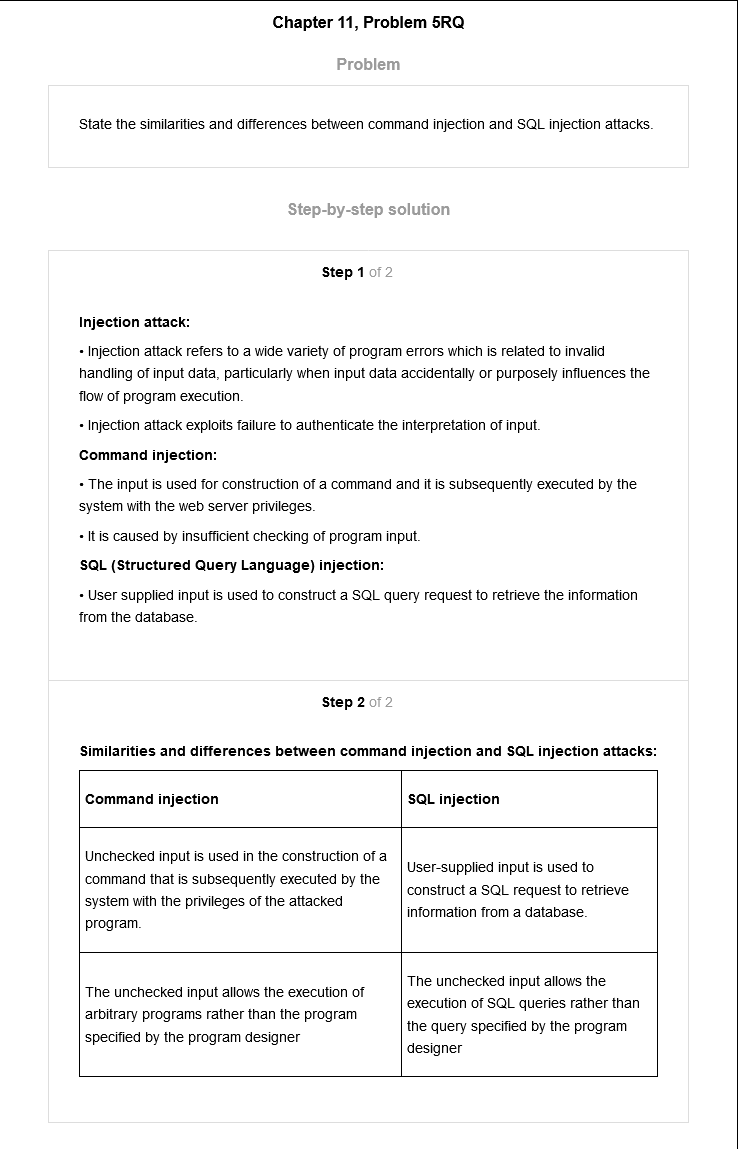 Chapter 11, Problem 5RQ
Problem
State the similarities and differences between command injection and SQL injection attacks.
Step-by-step solution
Step 1 of 2
Injection attack:
• Injection attack refers to a wide variety of program errors which is related to invalid
handling of input data, particularly when input data accidentally or purposely influences the
flow of program execution.
• Injection attack exploits failure to authenticate the interpretation of input.
Command injection:
• The input is used for construction of a command and it is subsequently executed by the
system with the web server privileges.
• It is caused by insufficient checking of program input.
SQL (Structured Query Language) injection:
• User supplied input is used to construct a SQL query request to retrieve the information
from the database.
Step 2 of 2
Similarities and differences between command injection and SQL injection attacks:
Command injection
SQL injection
Unchecked input is used in the construction of a
command that is subsequently executed by the
system with the privileges of the attacked
program.
User-supplied input is used to
construct a SQL request to retrieve
information from a database.
The unchecked input allows the execution of
arbitrary programs rather than the program
specified by the program designer
The unchecked input allows the
execution of SQL queries rather than
the query specified by the program
designer